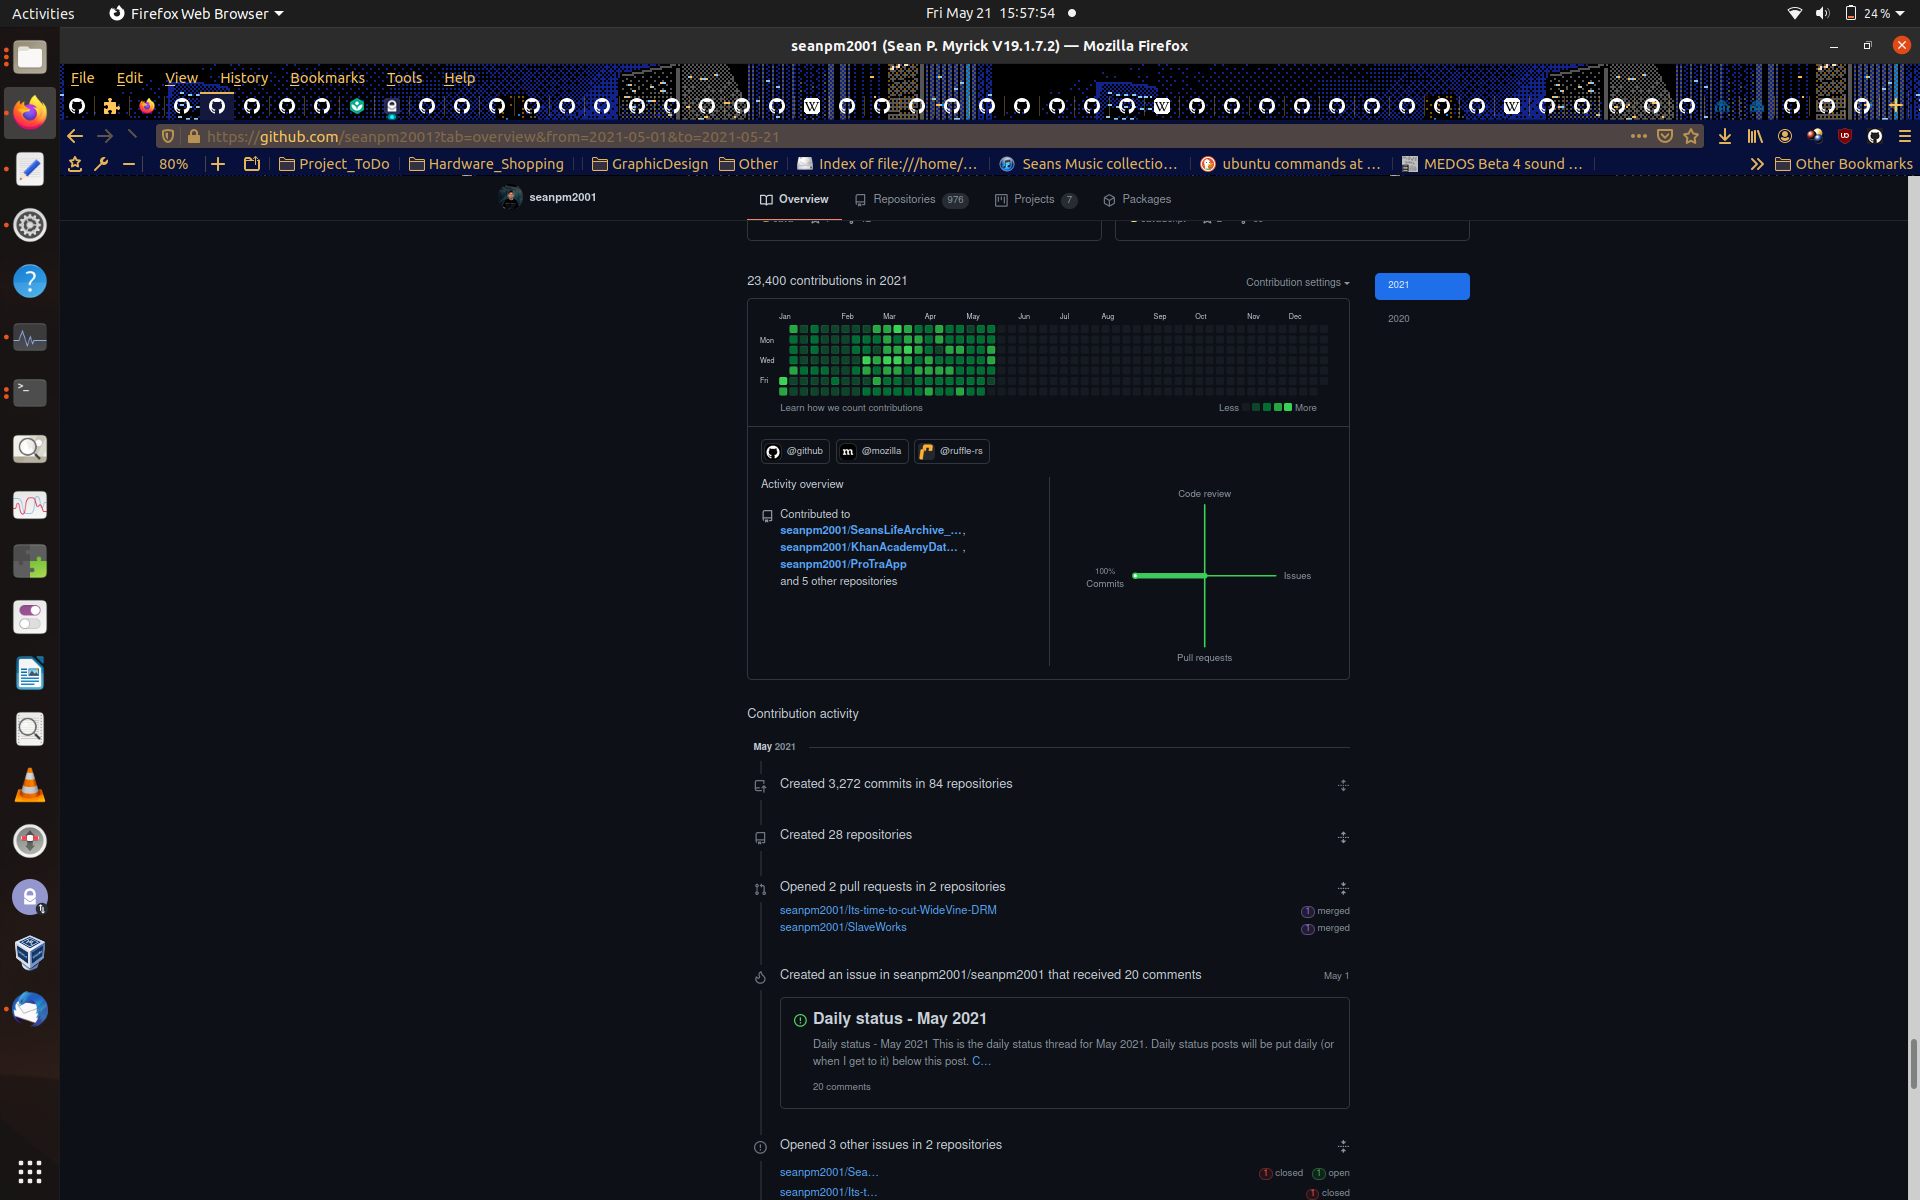 Activities
Firefox Web Browser
Fri May 21 15:57:54
24 %
seanpm2001 (Sean P. Myrick V19.1.7.2) — Mozilla Firefox
File Edit View History Bookmarks Tools Help
https://github.com/seanpm2001?tab=overview&from=2021-05-01&to=2021-05-21
80% Project_ToDo Hardware_Shopping GraphicDesign Other Index of file:///home/… Seans Music collectio… ubuntu commands at … MEDOS Beta 4 sound … Other Bookmarks
seanpm2001
Overview Repositories 976 Projects 7 Packages
23,400 contributions in 2021
Contribution settings
2021
2020
Jan Feb Mar Apr May Jun Jul Aug Sep Oct Nov Dec
Mon
Wed
Fri
Learn how we count contributions
Less More
@github @mozilla @ruffle-rs
Activity overview
Contributed to
seanpm2001/SeansLifeArchive_…,
seanpm2001/KhanAcademyDat… ,
seanpm2001/ProTraApp
and 5 other repositories
Code review
100%
Commits
Issues
Pull requests
Contribution activity
May 2021
Created 3,272 commits in 84 repositories
Created 28 repositories
Opened 2 pull requests in 2 repositories
seanpm2001/Its-time-to-cut-WideVine-DRM 1 merged
seanpm2001/SlaveWorks 1 merged
Created an issue in seanpm2001/seanpm2001 that received 20 comments May 1
Daily status - May 2021
Daily status - May 2021 This is the daily status thread for May 2021. Daily status posts will be put daily (or
when I get to it) below this post. C…
20 comments
Opened 3 other issues in 2 repositories
seanpm2001/Sea… 1 closed 1 open
seanpm2001/Its-t… 1 closed